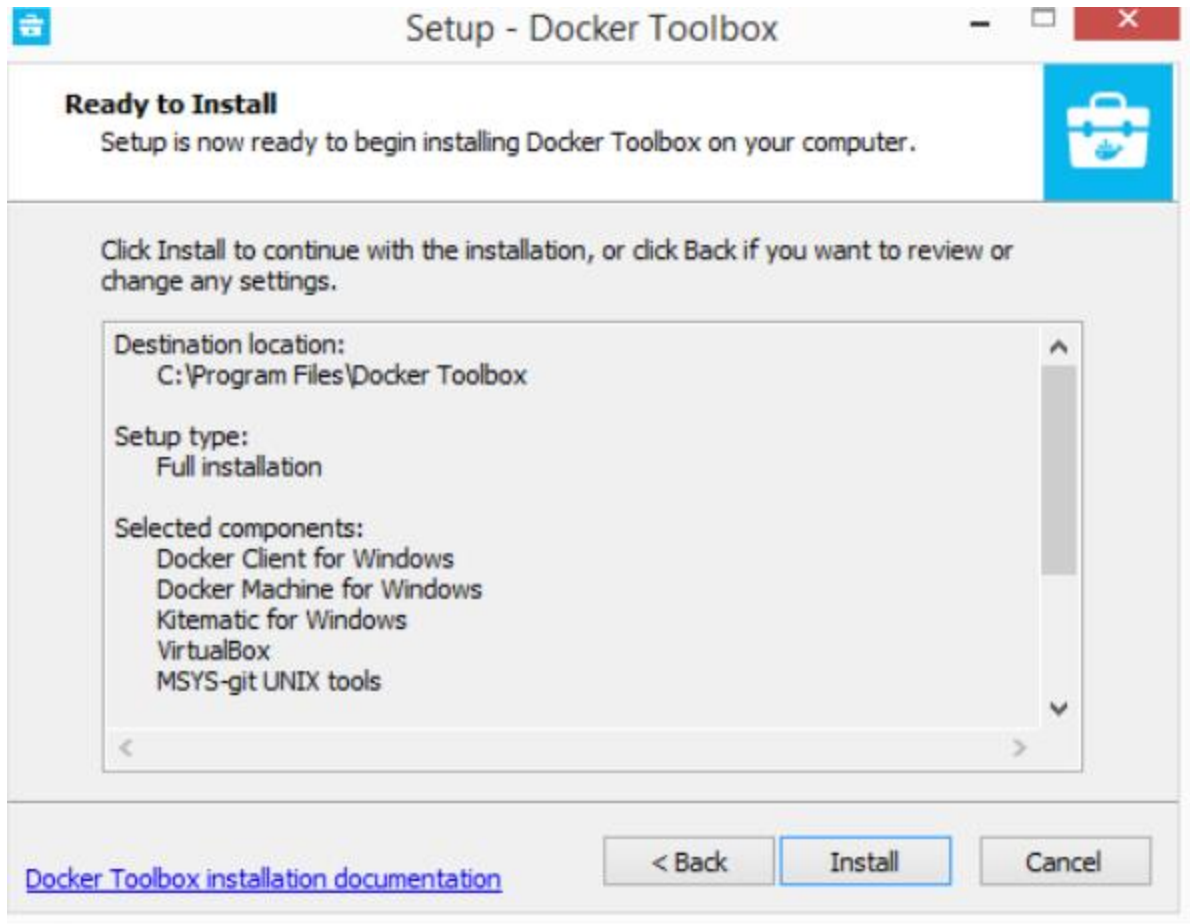 Setup - Docker Toolbox
Ready to Install
Setup is now ready to begin installing Docker Toolbox on your computer.
Click Install to continue with the installation, or click Back if you want to review or
change any settings.
Destination location:
C:\Program Files\Docker Toolbox
Setup type:
Full installation
Selected components:
Docker Client for Windows
Docker Machine for Windows
Kitematic for Windows
VirtualBox
MSYS-git UNIX tools
Docker Toolbox installation documentation
< Back
Install
Cancel